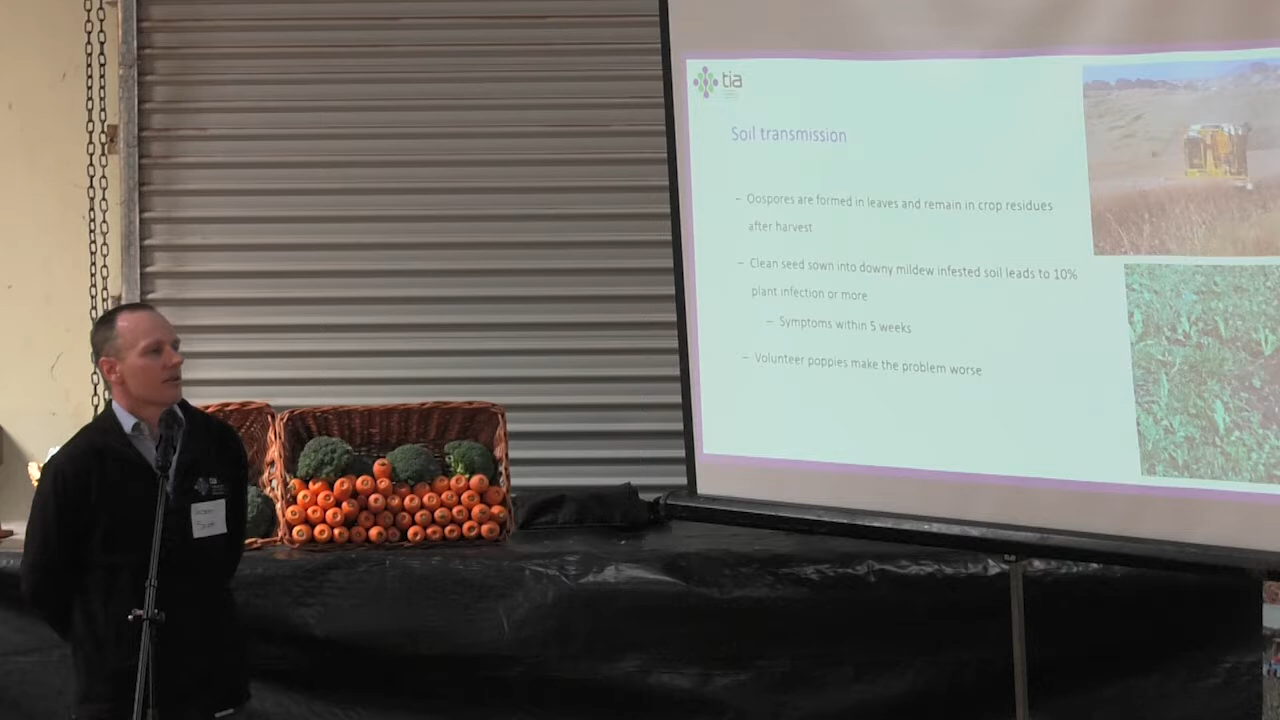 tia
Soil transmission
– Oospores are formed in leaves and remain in crop residues
after harvest
– Clean seed sown into downy mildew infested soil leads to 10%
plant infection or more
– Symptoms within 5 weeks
– Volunteer poppies make the problem worse
tia